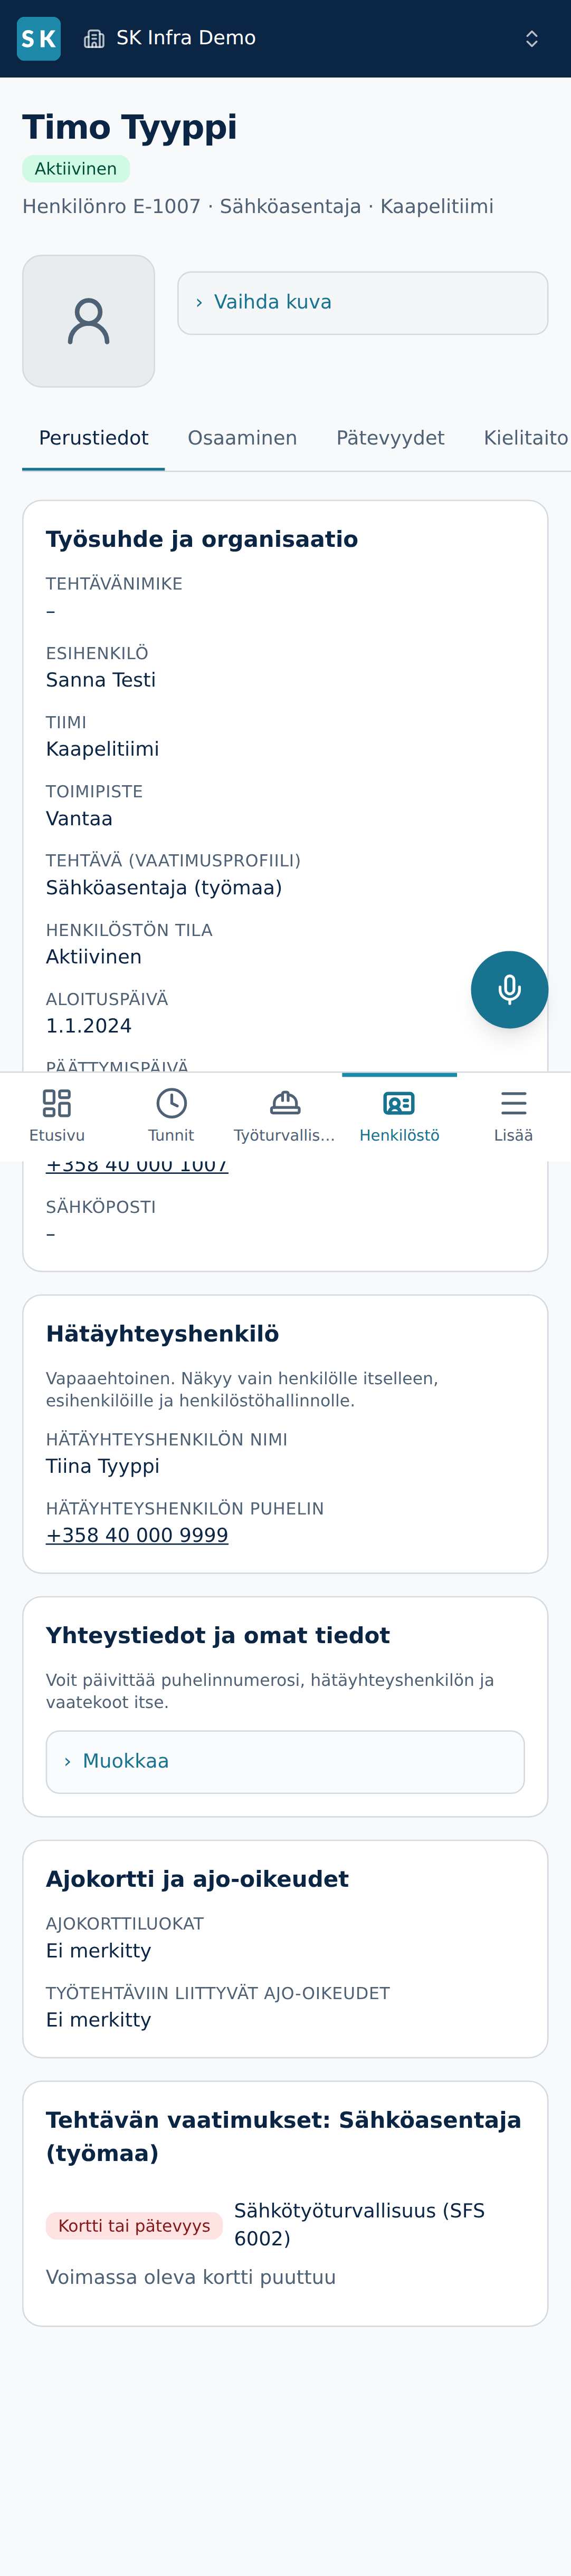 SK
SK Infra Demo
Timo Tyyppi
Aktiivinen
Henkilönro E-1007 · Sähköasentaja · Kaapelitiimi
› Vaihda kuva
Perustiedot Osaaminen Pätevyydet Kielitaito
Työsuhde ja organisaatio
TEHTÄVÄNIMIKE
–
ESIHENKILÖ
Sanna Testi
TIIMI
Kaapelitiimi
TOIMIPISTE
Vantaa
TEHTÄVÄ (VAATIMUSPROFIILI)
Sähköasentaja (työmaa)
HENKILÖSTÖN TILA
Aktiivinen
ALOITUSPÄIVÄ
1.1.2024
PÄÄTTYMISPÄIVÄ
Etusivu Tunnit Työturvallis... Henkilöstö Lisää
+358 40 000 1007
SÄHKÖPOSTI
–
Hätäyhteyshenkilö
Vapaaehtoinen. Näkyy vain henkilölle itselleen,
esihenkilöille ja henkilöstöhallinnolle.
HÄTÄYHTEYSHENKILÖN NIMI
Tiina Tyyppi
HÄTÄYHTEYSHENKILÖN PUHELIN
+358 40 000 9999
Yhteystiedot ja omat tiedot
Voit päivittää puhelinnumerosi, hätäyhteyshenkilön ja
vaatekoot itse.
› Muokkaa
Ajokortti ja ajo-oikeudet
AJOKORTTILUOKAT
Ei merkitty
TYÖTEHTÄVIIN LIITTYVÄT AJO-OIKEUDET
Ei merkitty
Tehtävän vaatimukset: Sähköasentaja
(työmaa)
Kortti tai pätevyys Sähkötyöturvallisuus (SFS
6002)
Voimassa oleva kortti puuttuu